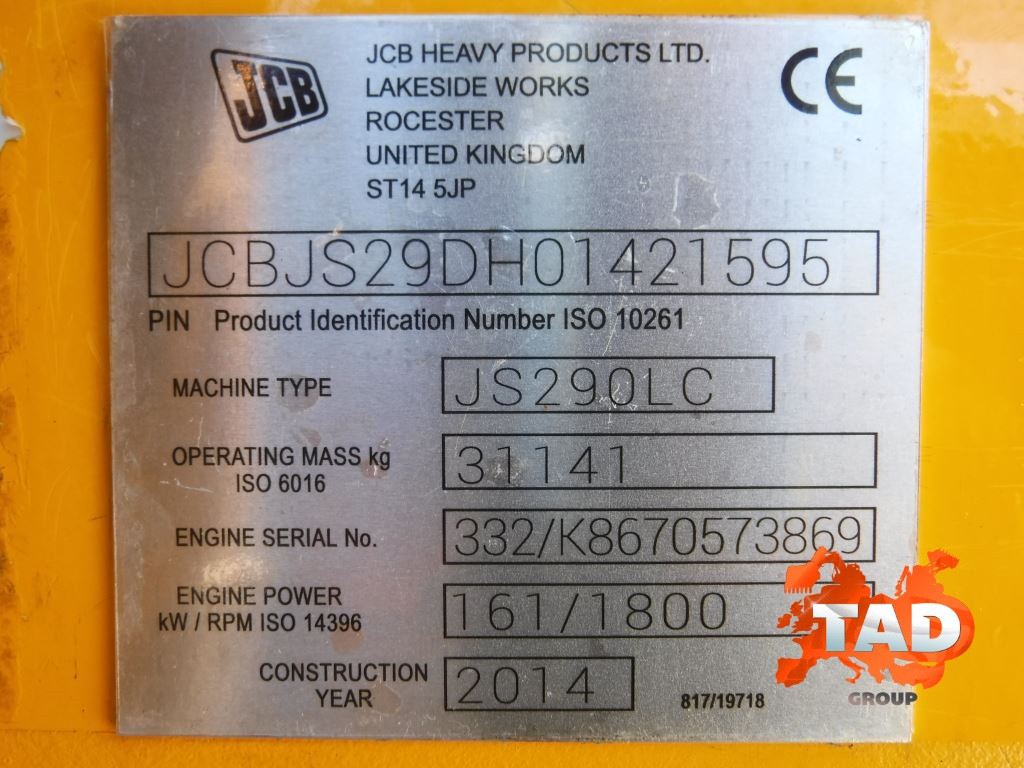 JCB
JCB HEAVY PRODUCTS LTD.
LAKESIDE WORKS
ROCESTER
UNITED KINGDOM
ST14 5JP
CE
JCBJS29DH01421595
PIN Product Identification Number ISO 10261
MACHINE TYPE JS290LC
OPERATING MASS kg 31141
ISO 6016
ENGINE SERIAL No. 332/K8670573869
ENGINE POWER 161/1800
kW / RPM ISO 14396
CONSTRUCTION 2014
YEAR
817/19718
TAD
GROUP